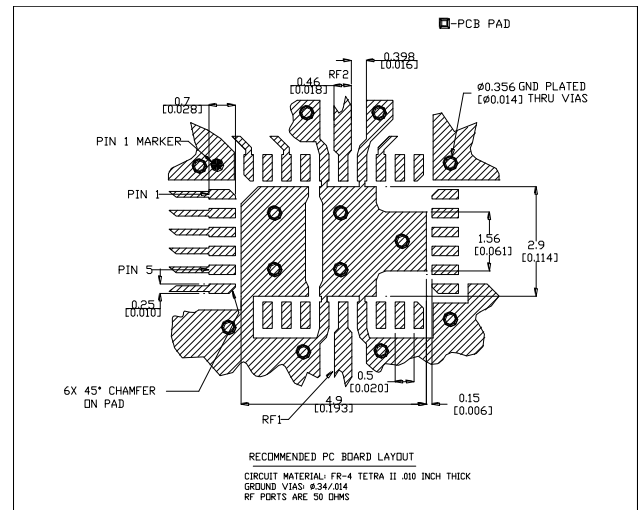 -PCB PAD
0.398
[0.016]
RF2
0.46
[0.018]
ø0.356 GND PLATED
[ø0.014] THRU VIAS
0.7
[0.028]
PIN 1 MARKER
PIN 1
1.56
[0.061]
2.9
[0.114]
PIN 5
0.25
[0.010]
6X 45° CHAMFER
ON PAD
0.5
[0.020]
0.15
[0.006]
4.9
[0.193]
RF1
RECOMMENDED PC BOARD LAYOUT
CIRCUIT MATERIAL: FR-4 TETRA II .010 INCH THICK
GROUND VIAS: ø.34/.014
RF PORTS ARE 50 OHMS